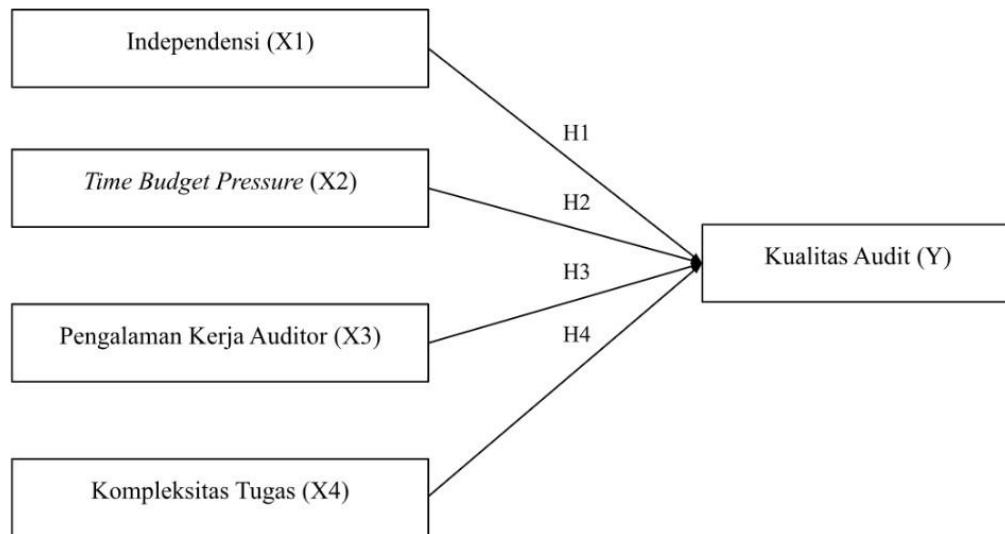 Independensi (X1)
H1
Time Budget Pressure (X2)
H2
Kualitas Audit (Y)
H3
Pengalaman Kerja Auditor (X3)
H4
Kompleksitas Tugas (X4)